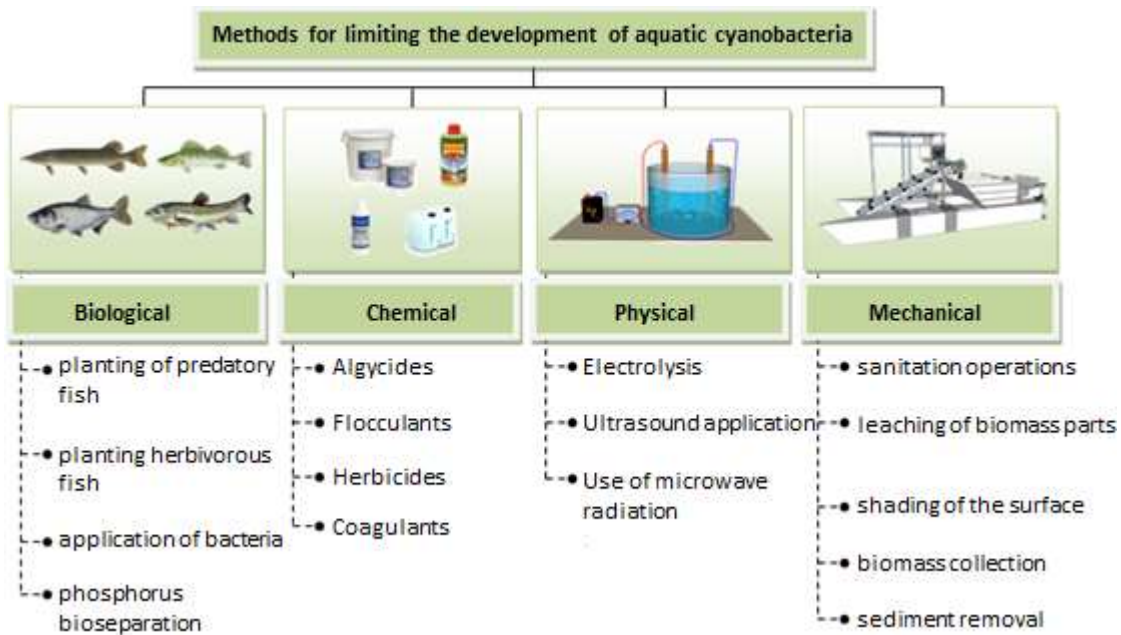 Methods for limiting the development of aquatic cyanobacteria
Biological
planting of predatory
fish
planting herbivorous
fish
application of bacteria
phosphorus
bioseparation
Chemical
Algycides
Flocculants
Herbicides
Coagulants
Physical
Electrolysis
Ultrasound application
Use of microwave
radiation
Mechanical
sanitation operations
leaching of biomass parts
shading of the surface
biomass collection
sediment removal